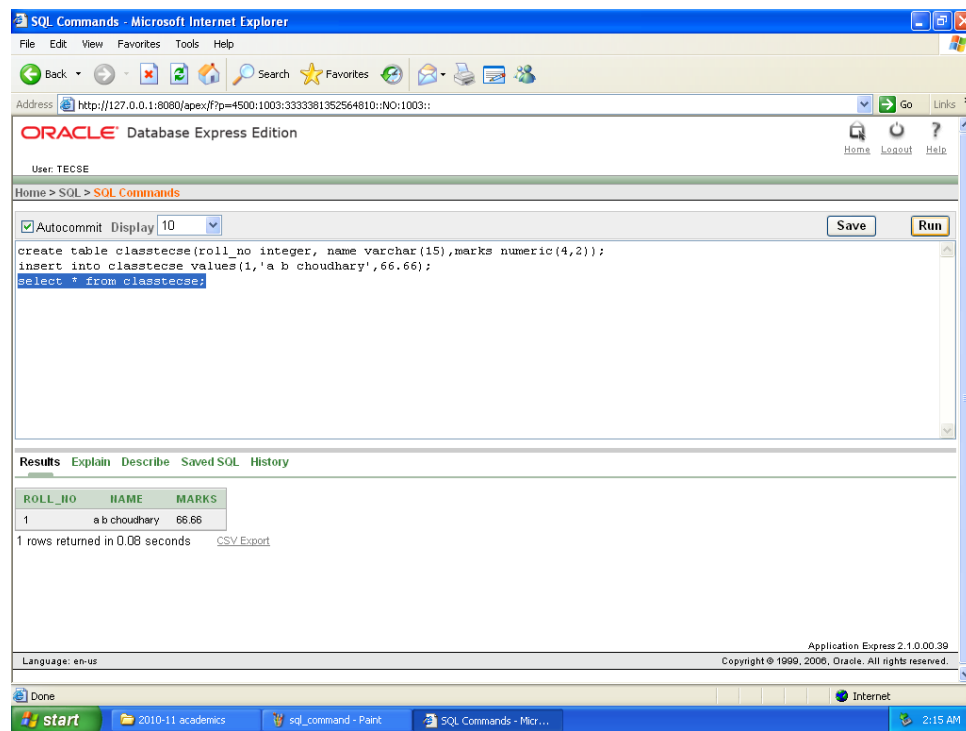 SQL Commands - Microsoft Internet Explorer
File Edit View Favorites Tools Help
Back Search Favorites
Address http://127.0.0.1:8080/apex/f?p=4500:1003:3333381352564810::NO:1003:: Go Links
ORACLE Database Express Edition
Home Logout Help
User: TECSE
Home > SQL > SQL Commands
Autocommit Display 10 Save Run
create table classtecse(roll_no integer, name varchar(15),marks numeric(4,2));
insert into classtecse values(1,'a b choudhary',66.66);
select * from classtecse;
Results Explain Describe Saved SQL History
ROLL_NO NAME MARKS
1 a b choudhary 66.66
1 rows returned in 0.08 seconds CSV Export
Application Express 2.1.0.00.39
Language: en-us Copyright © 1999, 2006, Oracle. All rights reserved.
Done Internet
start 2010-11 academics sql_command - Paint SQL Commands - Micr... 2:15 AM